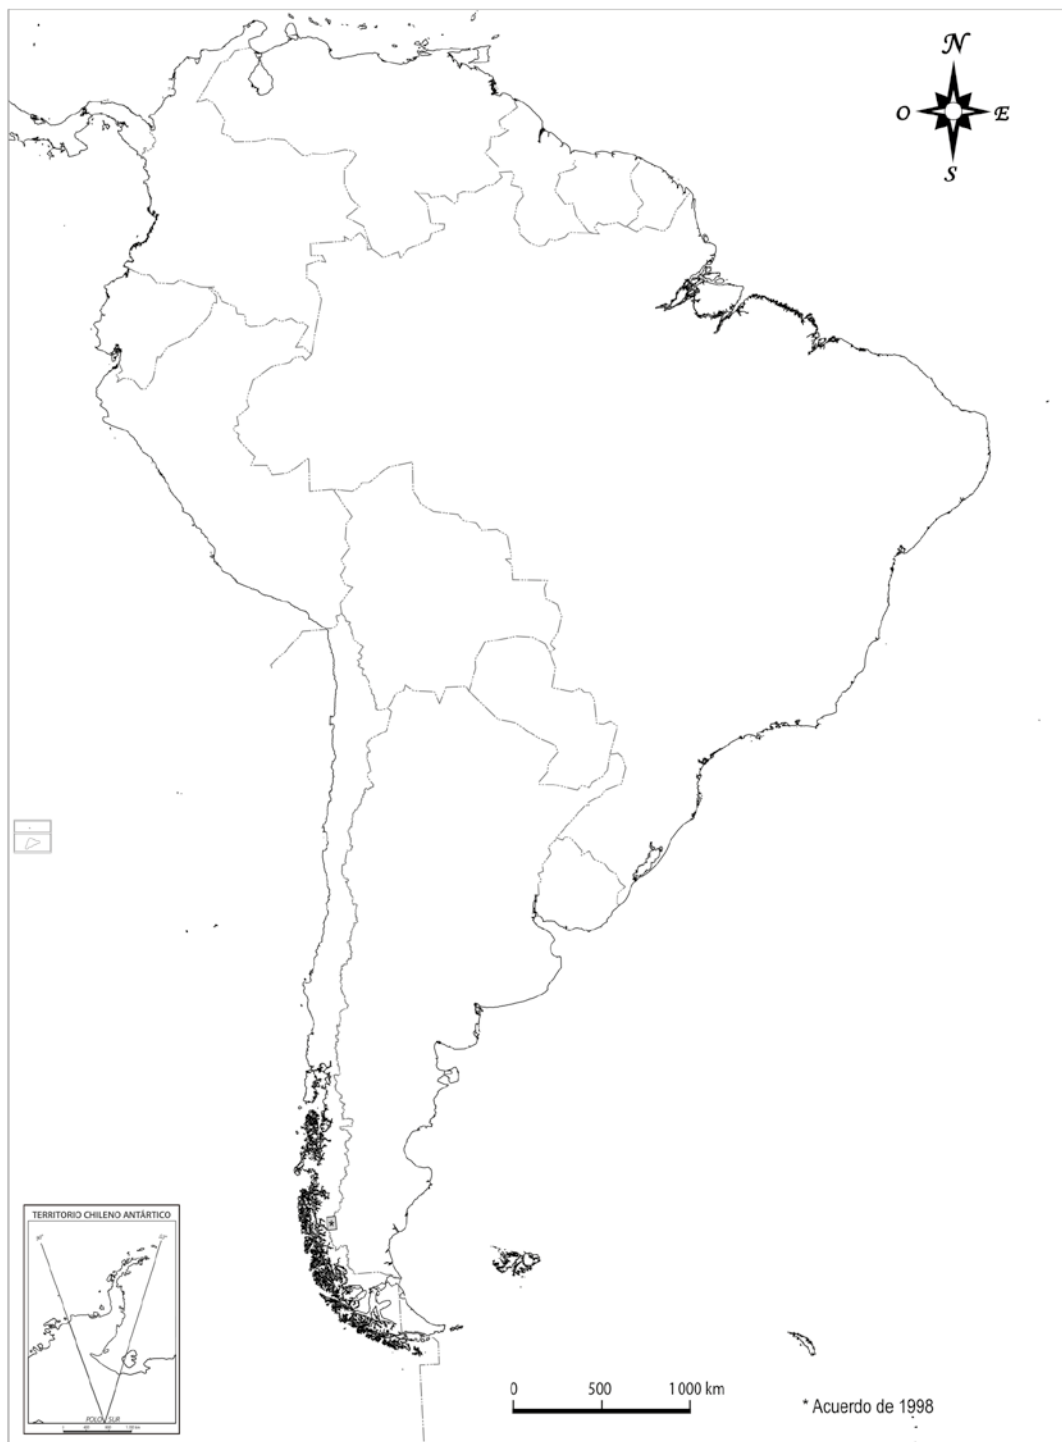 N
O
E
S
TERRITORIO CHILENO ANTÁRTICO
POLO SUR
0 500 1 000 km
* Acuerdo de 1998
*